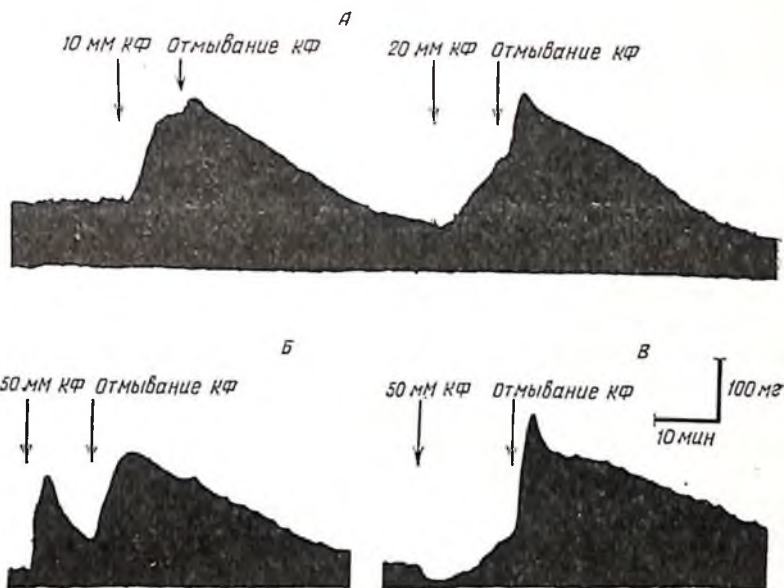 А
10 мм КФ Отмывание КФ 20 мм КФ Отмывание КФ
Б В
50 мм КФ Отмывание КФ 50 мм КФ Отмывание КФ
100 мг
10 мин